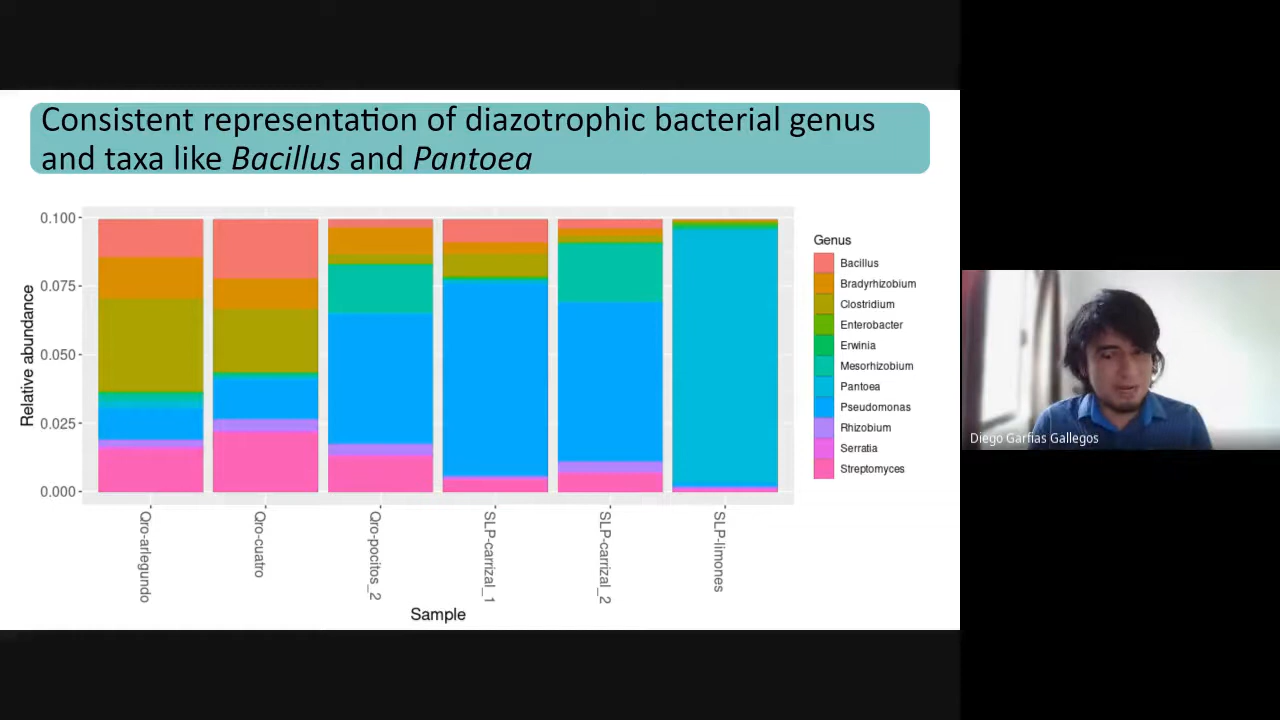 Consistent representation of diazotrophic bacterial genus
and taxa like Bacillus and Pantoea
Relative abundance
0.100
0.075
0.050
0.025
0.000
Qro-arlegundo
Qro-cuatro
Qro-pocitos_2
SLP-carrizal_1
SLP-carrizal_2
SLP-limones
Sample
Genus
Bacillus
Bradyrhizobium
Clostridium
Enterobacter
Erwinia
Mesorhizobium
Pantoea
Pseudomonas
Rhizobium
Serratia
Streptomyces
Diego Garfias Gallegos